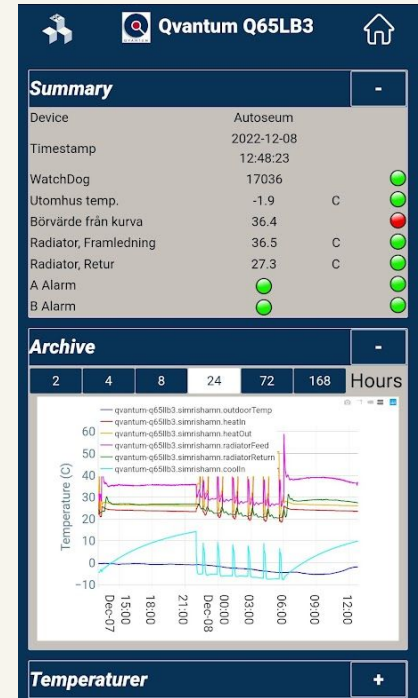 Qvantum Q65LB3
QVANTUM
Summary -
Device Autoseum
Timestamp 2022-12-08 12:48:23
WatchDog 17036
Utomhus temp. -1.9 C
Börvärde från kurva 36.4
Radiator, Framledning 36.5 C
Radiator, Retur 27.3 C
A Alarm
B Alarm
Archive -
2 4 8 24 72 168 Hours
qvantum-q65llb3.simrishamn.outdoorTemp
qvantum-q65llb3.simrishamn.heatIn
qvantum-q65llb3.simrishamn.heatOut
qvantum-q65llb3.simrishamn.radiatorFeed
qvantum-q65llb3.simrishamn.radiatorReturn
qvantum-q65llb3.simrishamn.coolIn
Temperature (C)
60
50
40
30
20
10
0
−10
Dec-07
15:00
18:00
21:00
Dec-08
00:00
03:00
06:00
09:00
12:00
Temperaturer +